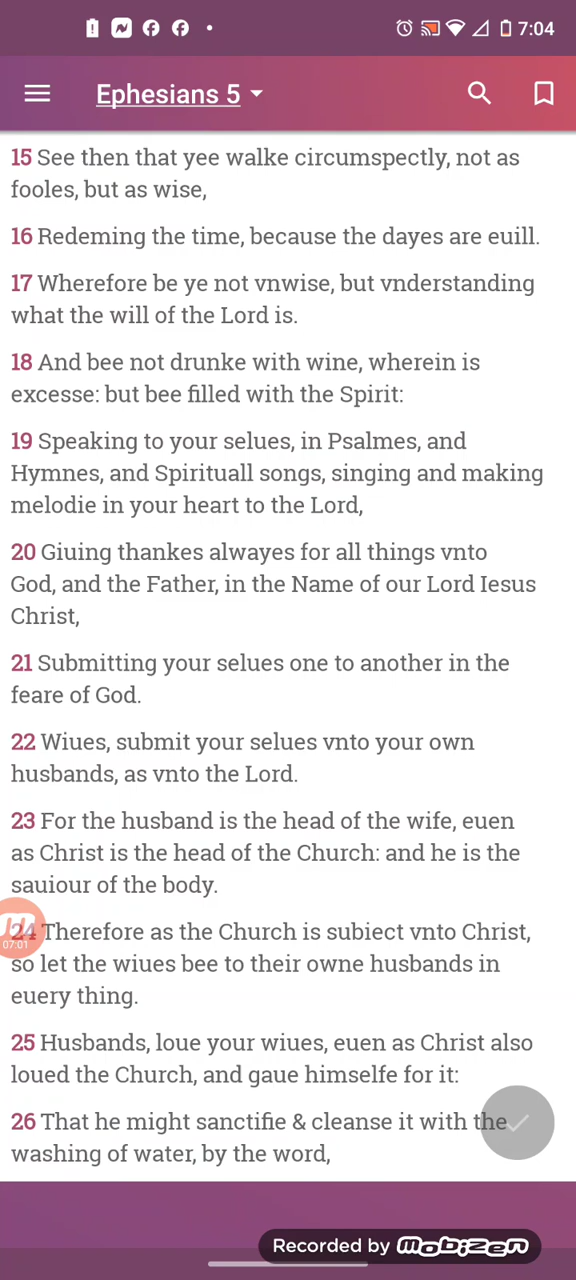 7:04
Ephesians 5
15 See then that yee walke circumspectly, not as
fooles, but as wise,
16 Redeming the time, because the dayes are euill.
17 Wherefore be ye not vnwise, but vnderstanding
what the will of the Lord is.
18 And bee not drunke with wine, wherein is
excesse: but bee filled with the Spirit:
19 Speaking to your selues, in Psalmes, and
Hymnes, and Spirituall songs, singing and making
melodie in your heart to the Lord,
20 Giuing thankes alwayes for all things vnto
God, and the Father, in the Name of our Lord Iesus
Christ,
21 Submitting your selues one to another in the
feare of God.
22 Wiues, submit your selues vnto your own
husbands, as vnto the Lord.
23 For the husband is the head of the wife, euen
as Christ is the head of the Church: and he is the
sauiour of the body.
24 Therefore as the Church is subiect vnto Christ,
07:01
so let the wiues bee to their owne husbands in
euery thing.
25 Husbands, loue your wiues, euen as Christ also
loued the Church, and gaue himselfe for it:
26 That he might sanctifie & cleanse it with the
washing of water, by the word,
Recorded by Mobizen